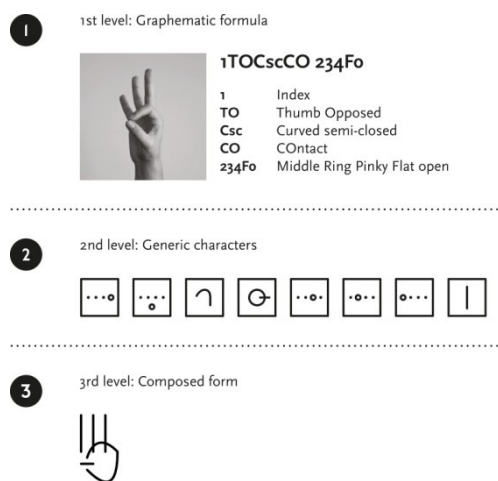 1
1st level: Graphematic formula
1TOCscCO 234Fo
1 Index
TO Thumb Opposed
Csc Curved semi-closed
CO COntact
234Fo Middle Ring Pinky Flat open
2
2nd level: Generic characters
3
3rd level: Composed form